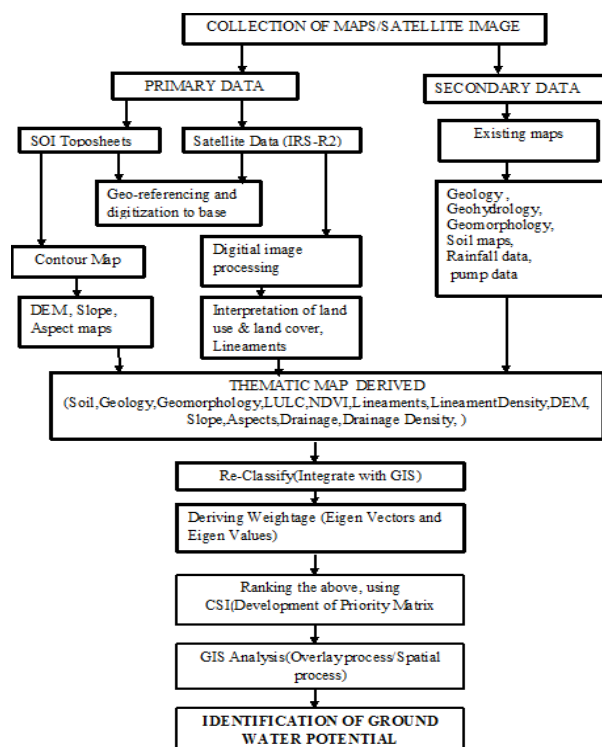 COLLECTION OF MAPS/SATELLITE IMAGE
PRIMARY DATA
SECONDARY DATA
SOI Toposheets
Satellite Data (IRS-R2)
Existing maps
Geo-referencing and
digitization to base
Geology ,
Geohydrology,
Geomorphology,
Soil maps,
Rainfall data,
pump data
Contour Map
Digitial image
processing
DEM, Slope,
Aspect maps
Interpretation of land
use & land cover,
Lineaments
THEMATIC MAP DERIVED
(Soil,Geology,Geomorphology,LULC,NDVI,Lineaments,LineamentDensity,DEM,
Slope,Aspects,Drainage,Drainage Density, )
Re-Classify(Integrate with GIS)
Deriving Weightage (Eigen Vectors and
Eigen Values)
Ranking the above, using
CSI(Development of Priority Matrix
GIS Analysis(Overlay process/Spatial
process)
IDENTIFICATION OF GROUND
WATER POTENTIAL